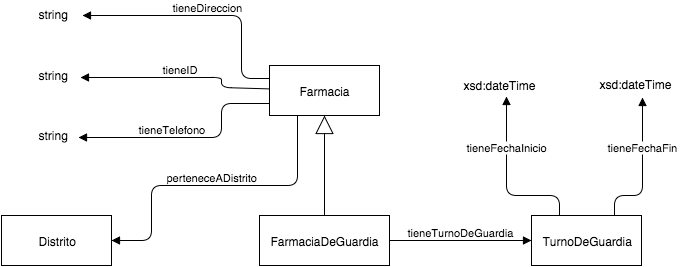 string
tieneDireccion
string
tieneID
Farmacia
xsd:dateTime
xsd:dateTime
string
tieneTelefono
tieneFechaInicio
tieneFechaFin
perteneceADistrito
Distrito
FarmaciaDeGuardia
tieneTurnoDeGuardia
TurnoDeGuardia